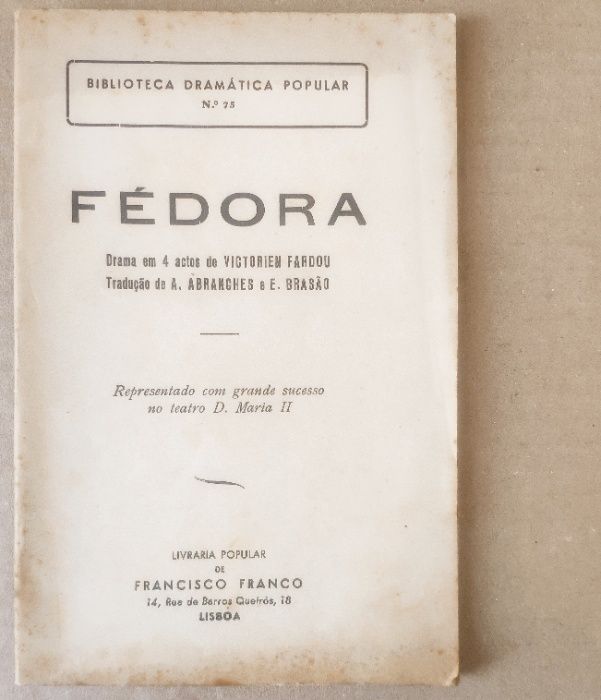 BIBLIOTECA DRAMÁTICA POPULAR
N.º 75
FÉDORA
Drama em 4 actos de VICTORIEN FARDOU
Tradução de A. ABRANCHES e E. BRASÃO
Representado com grande sucesso
no teatro D. Maria II
LIVRARIA POPULAR
DE
FRANCISCO FRANCO
14, Rua de Barros Queirós, 18
LISBOA